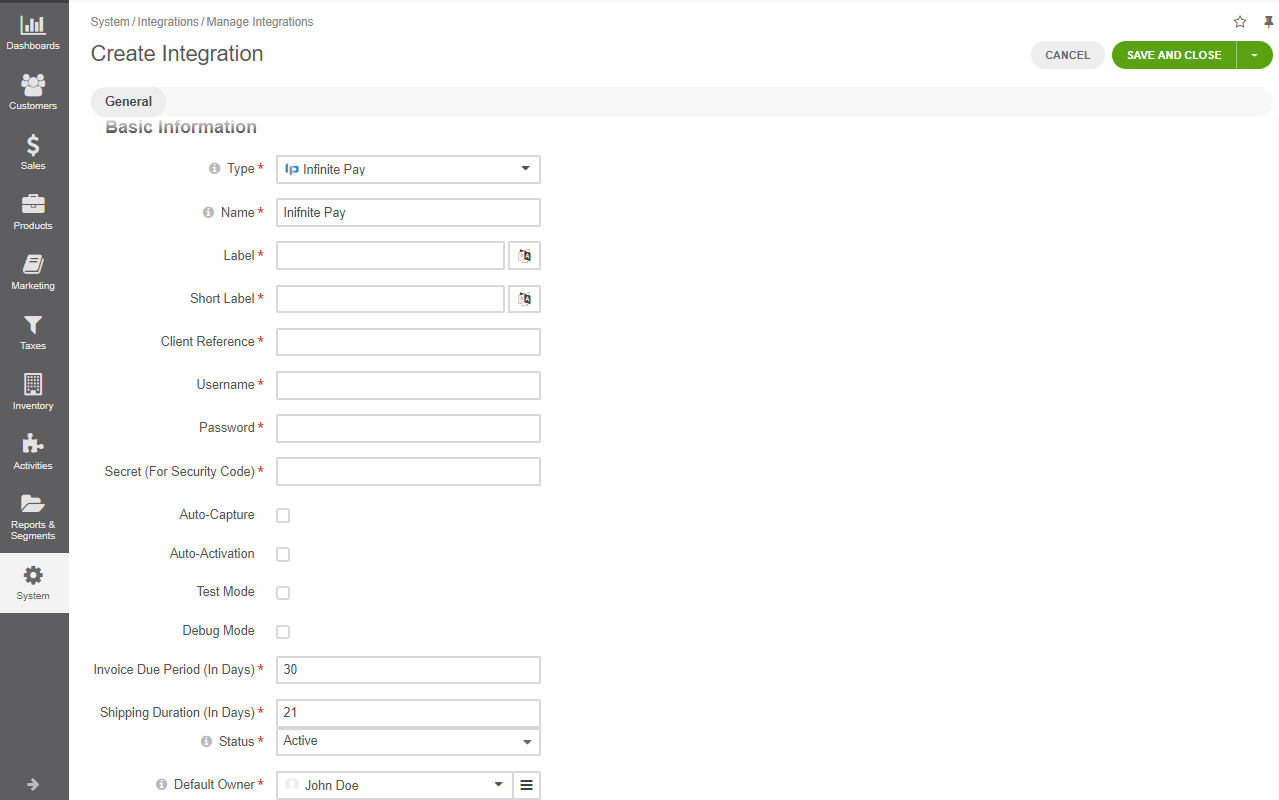 System / Integrations / Manage Integrations
Create Integration
CANCEL
SAVE AND CLOSE
Dashboards
Customers
Sales
Products
Marketing
Taxes
Inventory
Activities
Reports &
Segments
System
General
Basic Information
Type *
Infinite Pay
Name *
Inifnite Pay
Label *
Short Label *
Client Reference *
Username *
Password *
Secret (For Security Code) *
Auto-Capture
Auto-Activation
Test Mode
Debug Mode
Invoice Due Period (In Days) *
30
Shipping Duration (In Days) *
21
Status *
Active
Default Owner *
John Doe